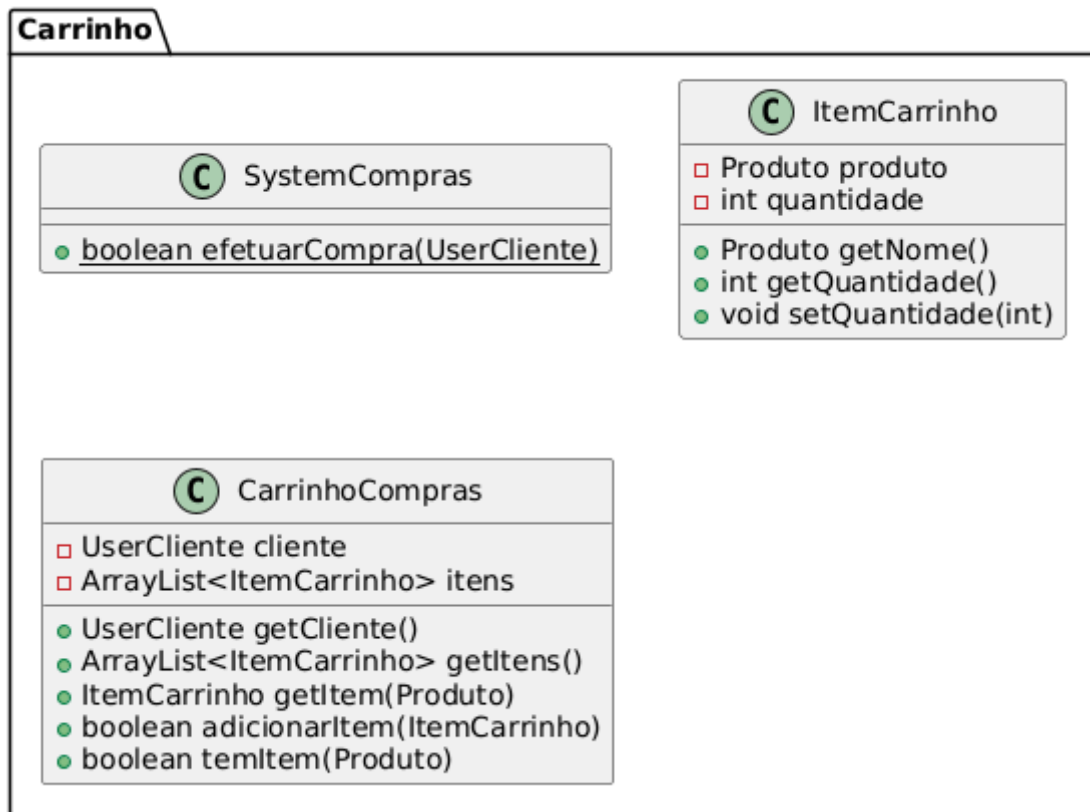 Carrinho
C SystemCompras
boolean efetuarCompra(UserCliente)
C ItemCarrinho
Produto produto
int quantidade
Produto getNome()
int getQuantidade()
void setQuantidade(int)
C CarrinhoCompras
UserCliente cliente
ArrayList<ItemCarrinho> itens
UserCliente getCliente()
ArrayList<ItemCarrinho> getItens()
ItemCarrinho getItem(Produto)
boolean adicionarItem(ItemCarrinho)
boolean temItem(Produto)